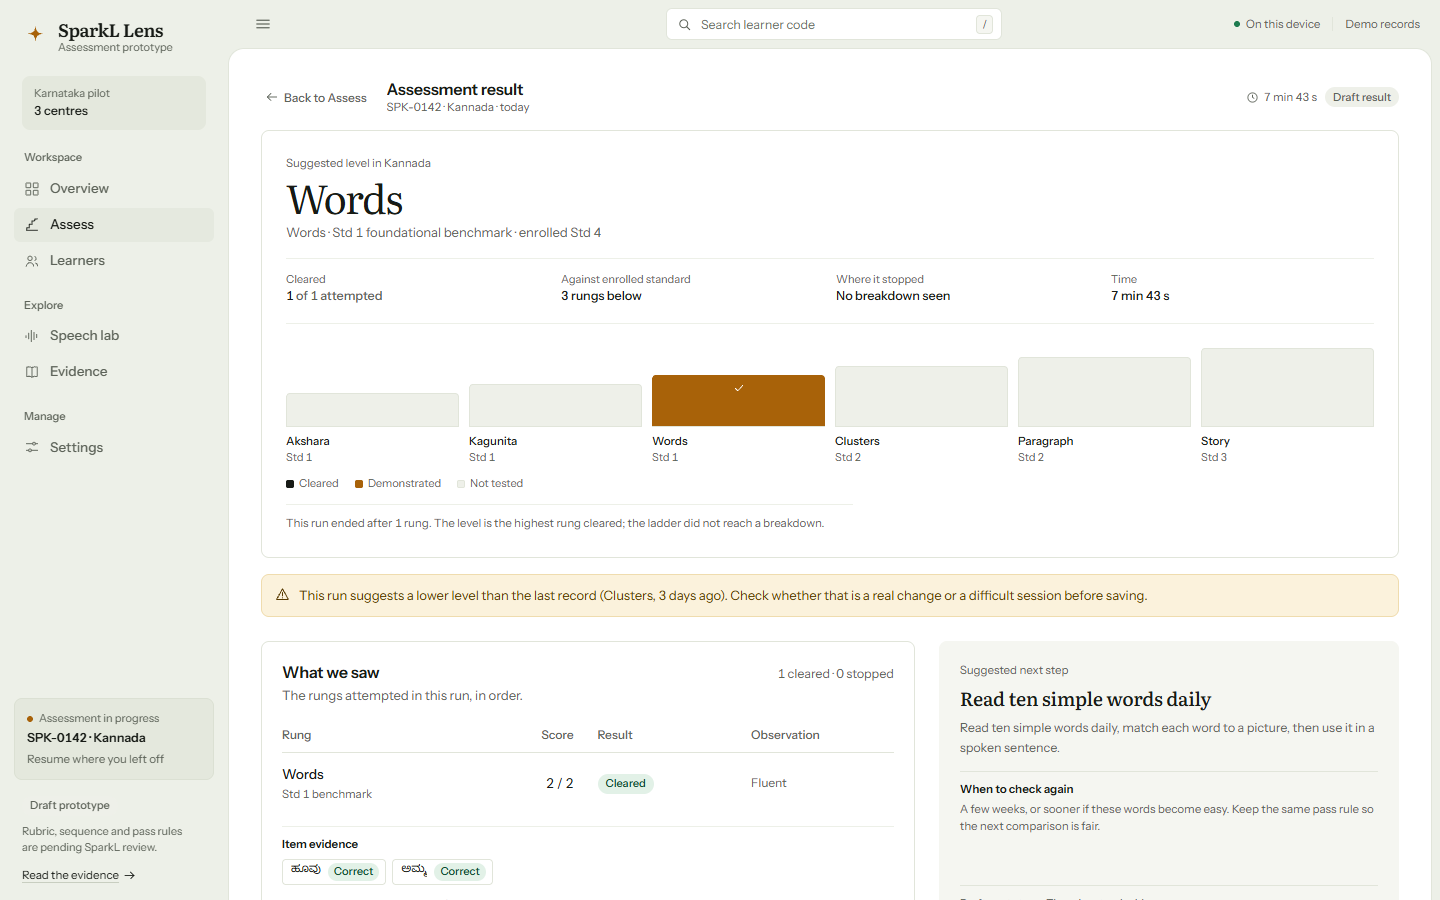 SparkL Lens
Assessment prototype
Search learner code
/
On this device
Demo records
Karnataka pilot
3 centres
Workspace
Overview
Assess
Learners
Explore
Speech lab
Evidence
Manage
Settings
Assessment in progress
SPK-0142 · Kannada
Resume where you left off
Draft prototype
Rubric, sequence and pass rules
are pending SparkL review.
Read the evidence →
← Back to Assess
Assessment result
SPK-0142 · Kannada · today
7 min 43 s
Draft result
Suggested level in Kannada
Words
Words · Std 1 foundational benchmark · enrolled Std 4
Cleared
1 of 1 attempted
Against enrolled standard
3 rungs below
Where it stopped
No breakdown seen
Time
7 min 43 s
Akshara
Std 1
Kagunita
Std 1
Words
Std 1
Clusters
Std 2
Paragraph
Std 2
Story
Std 3
Cleared
Demonstrated
Not tested
This run ended after 1 rung. The level is the highest rung cleared; the ladder did not reach a breakdown.
This run suggests a lower level than the last record (Clusters, 3 days ago). Check whether that is a real change or a difficult session before saving.
What we saw
1 cleared · 0 stopped
The rungs attempted in this run, in order.
Rung Score Result Observation
Words
Std 1 benchmark
2 / 2
Cleared
Fluent
Item evidence
ಹೂವು Correct
ಅಮ್ಮ Correct
Suggested next step
Read ten simple words daily
Read ten simple words daily, match each word to a picture, then use it in a
spoken sentence.
When to check again
A few weeks, or sooner if these words become easy. Keep the same pass rule so
the next comparison is fair.